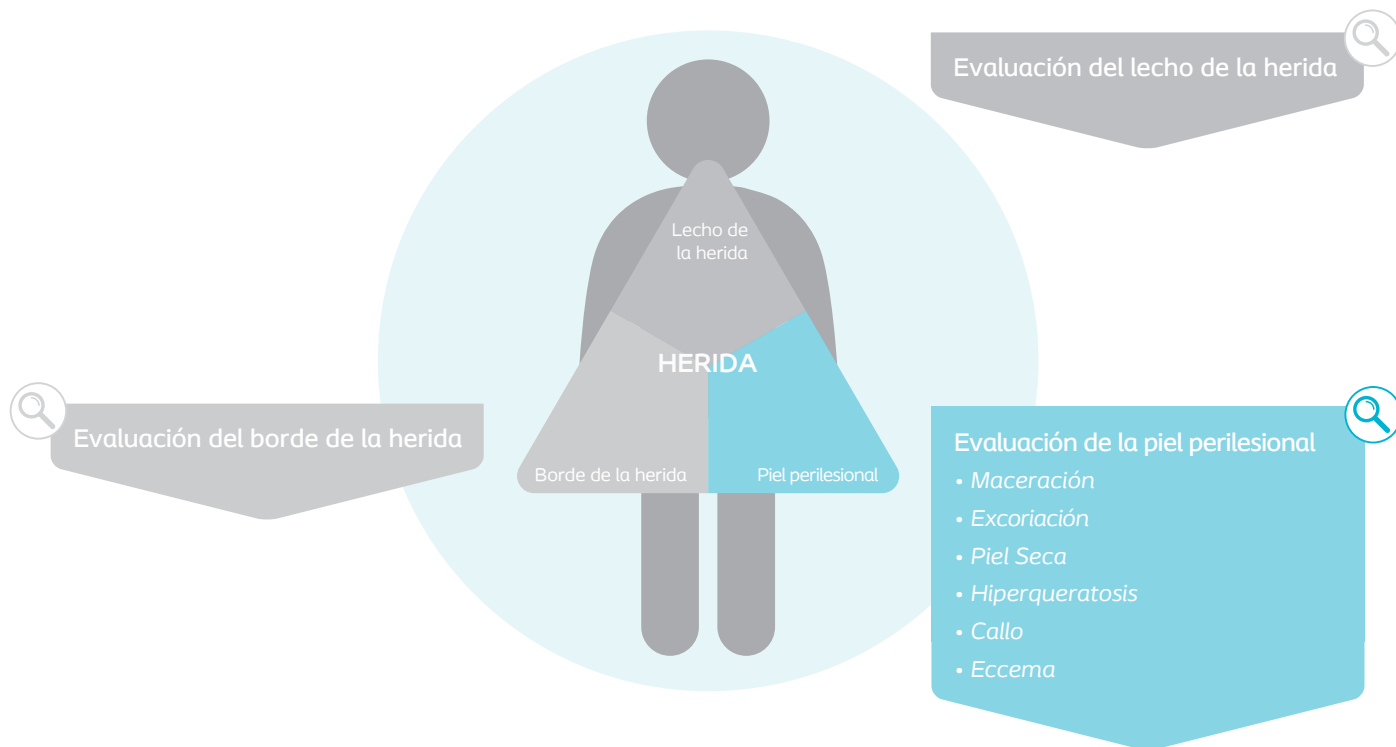 Evaluación del lecho de la herida
Lecho de
la herida
HERIDA
Borde de la herida
Piel perilesional
Evaluación del borde de la herida
Evaluación de la piel perilesional
• Maceración
• Excoriación
• Piel Seca
• Hiperqueratosis
• Callo
• Eccema